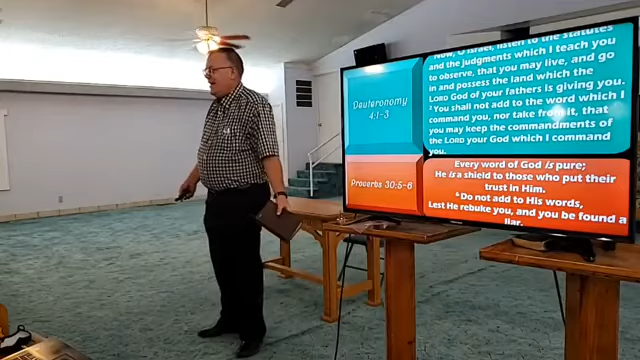 Deuteronomy
4:1-3
Now, O Israel, listen to the statutes
and the judgments which I teach you
to observe, that you may live, and go
in and possess the land which the
LORD God of your fathers is giving you.
2 You shall not add to the word which I
command you, nor take from it, that
you may keep the commandments of
the LORD your God which I command
you.
Proverbs 30:5-6
Every word of God is pure;
He is a shield to those who put their
trust in Him.
6 Do not add to His words,
Lest He rebuke you, and you be found a
liar.